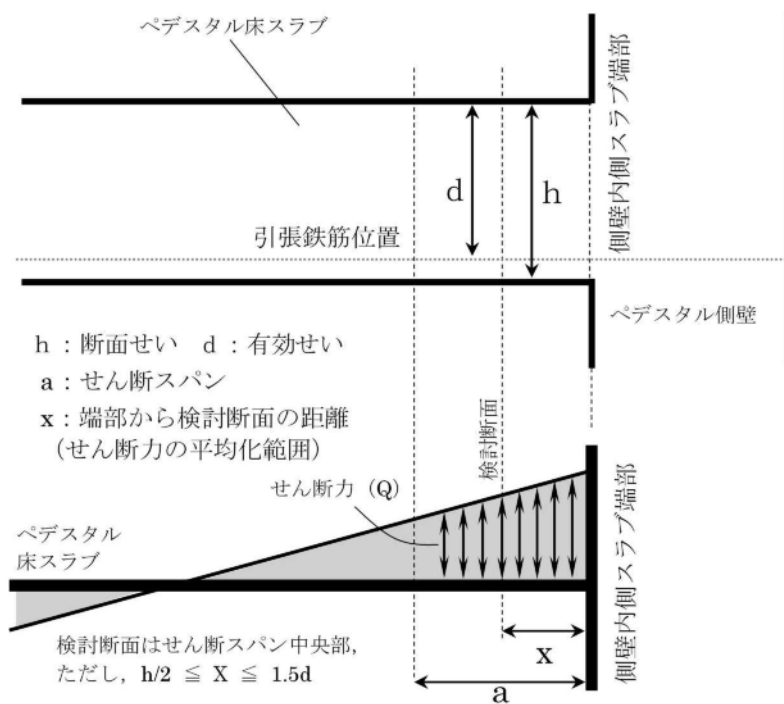 ペデスタル床スラブ
側壁内側スラブ端部
d
h
引張鉄筋位置
ペデスタル側壁
h：断面せい d：有効せい
a：せん断スパン
x：端部から検討断面の距離
（せん断力の平均化範囲）
検討断面
せん断力（Q）
ペデスタル
床スラブ
側壁内側スラブ端部
検討断面はせん断スパン中央部，
ただし，h/2 ≦ X ≦ 1.5d
x
a